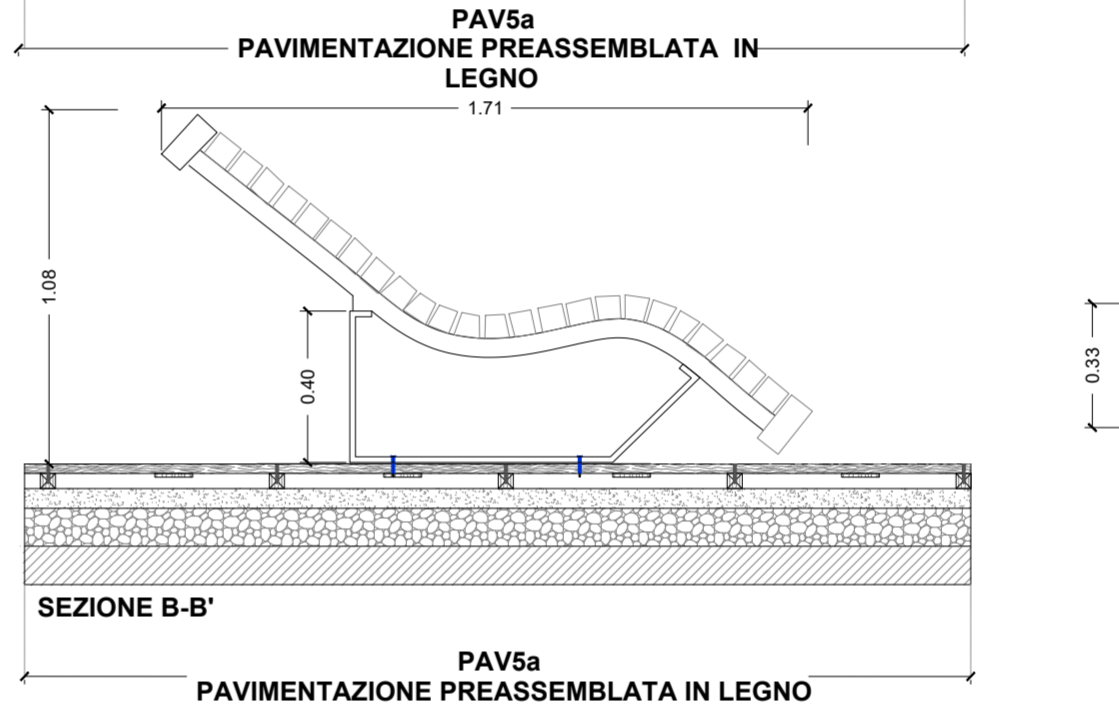 PAV5a
PAVIMENTAZIONE PREASSEMBLATA IN
LEGNO
1.71
1.08
0.40
0.33
SEZIONE B-B'
PAV5a
PAVIMENTAZIONE PREASSEMBLATA IN LEGNO